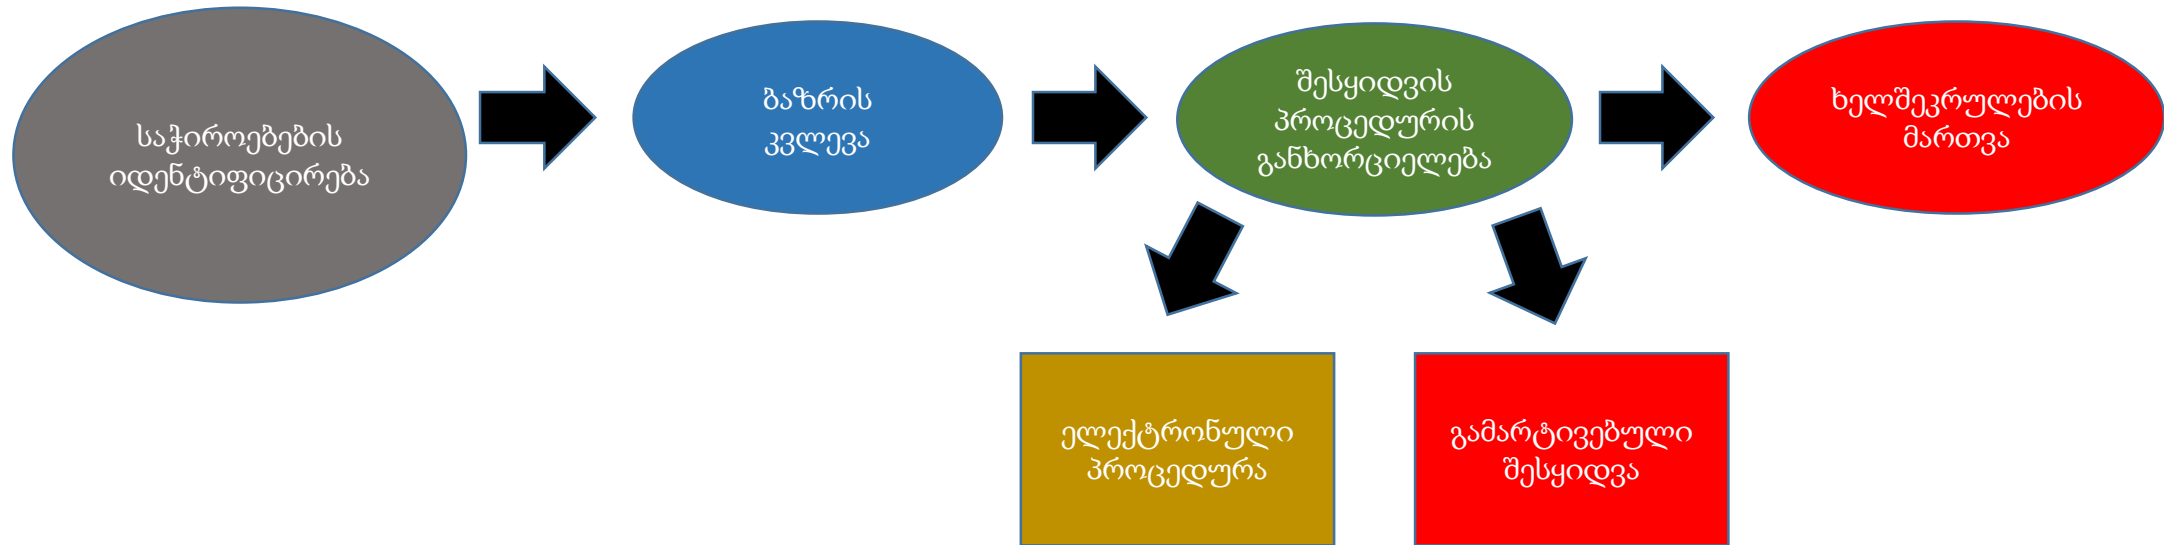 საჭიროებების
იდენტიფიცირება
ბაზრის
კვლევა
შესყიდვის
პროცედურის
განხორციელება
ხელშეკრულების
მართვა
ელექტრონული
პროცედურა
გამარტივებული
შესყიდვა